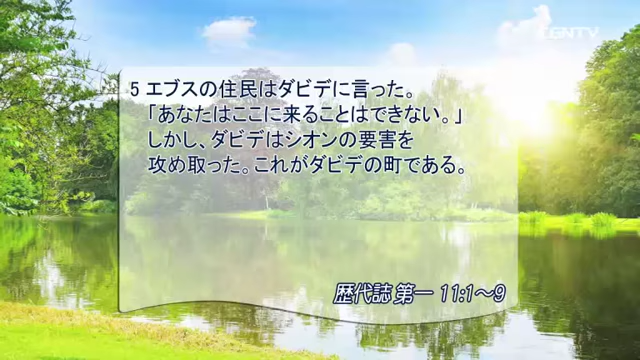 CGNTV
5 エブスの住民はダビデに言った。
「あなたはここに来ることはできない。」
しかし、ダビデはシオンの要害を
攻め取った。これがダビデの町である。
歴代誌 第一 11:1～9